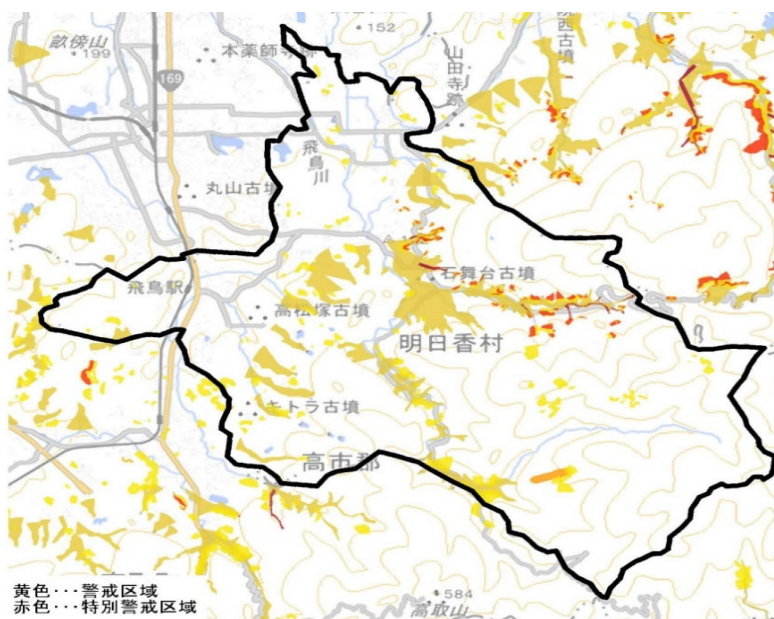 畝傍山
・199
169
本薬師寺跡
・152
山田寺跡
飛鳥川
丸山古墳
石舞台古墳
飛鳥駅
高松塚古墳
明日香村
キトラ古墳
高市郡
・584
高取山
黄色・・・警戒区域
赤色・・・特別警戒区域